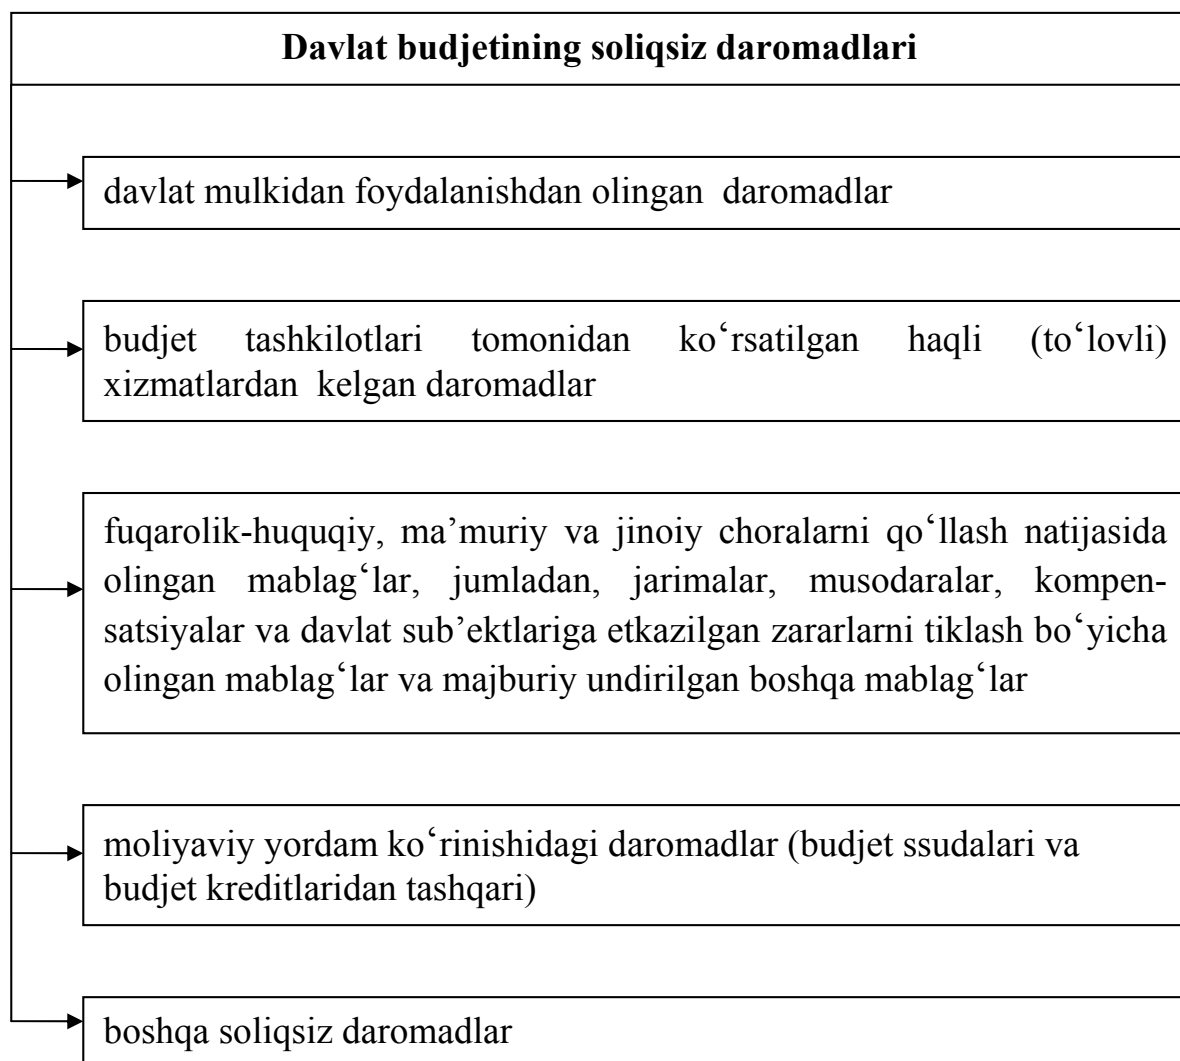 Davlat budjetining soliqsiz daromadlari
davlat mulkidan foydalanishdan olingan daromadlar
budjet tashkilotlari tomonidan ko‘rsatilgan haqli (to‘lovli)
xizmatlardan kelgan daromadlar
fuqarolik-huquqiy, ma’muriy va jinoiy choralarni qo‘llash natijasida
olingan mablag‘lar, jumladan, jarimalar, musodaralar, kompen-
satsiyalar va davlat sub’ektlariga etkazilgan zararlarni tiklash bo‘yicha
olingan mablag‘lar va majburiy undirilgan boshqa mablag‘lar
moliyaviy yordam ko‘rinishidagi daromadlar (budjet ssudalari va
budjet kreditlaridan tashqari)
boshqa soliqsiz daromadlar